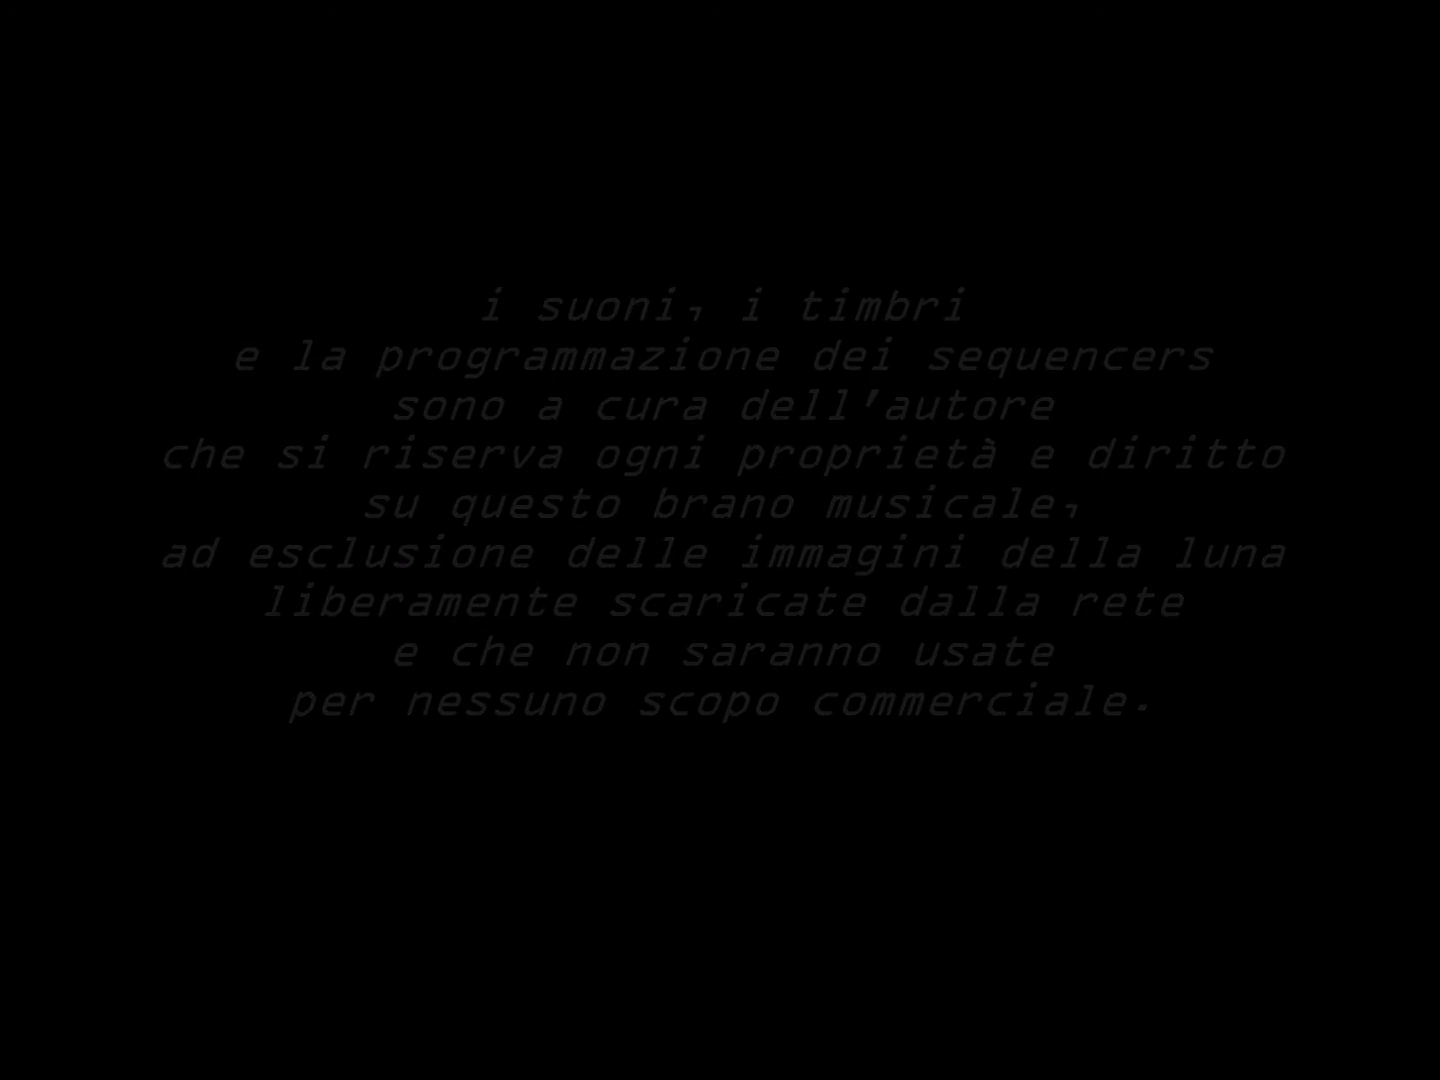 i suoni, i timbri
e la programmazione dei sequencers
sono a cura dell'autore
che si riserva ogni proprietà e diritto
su questo brano musicale,
ad esclusione delle immagini della luna
liberamente scaricate dalla rete
e che non saranno usate
per nessuno scopo commerciale.